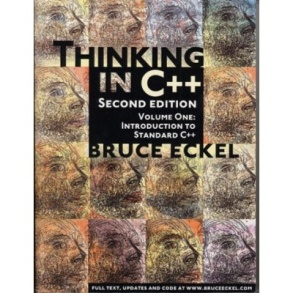 THINKING
IN C++
SECOND EDITION
VOLUME ONE:
INTRODUCTION TO
STANDARD C++
BRUCE ECKEL
FULL TEXT, UPDATES AND CODE AT WWW.BRUCEECKEL.COM